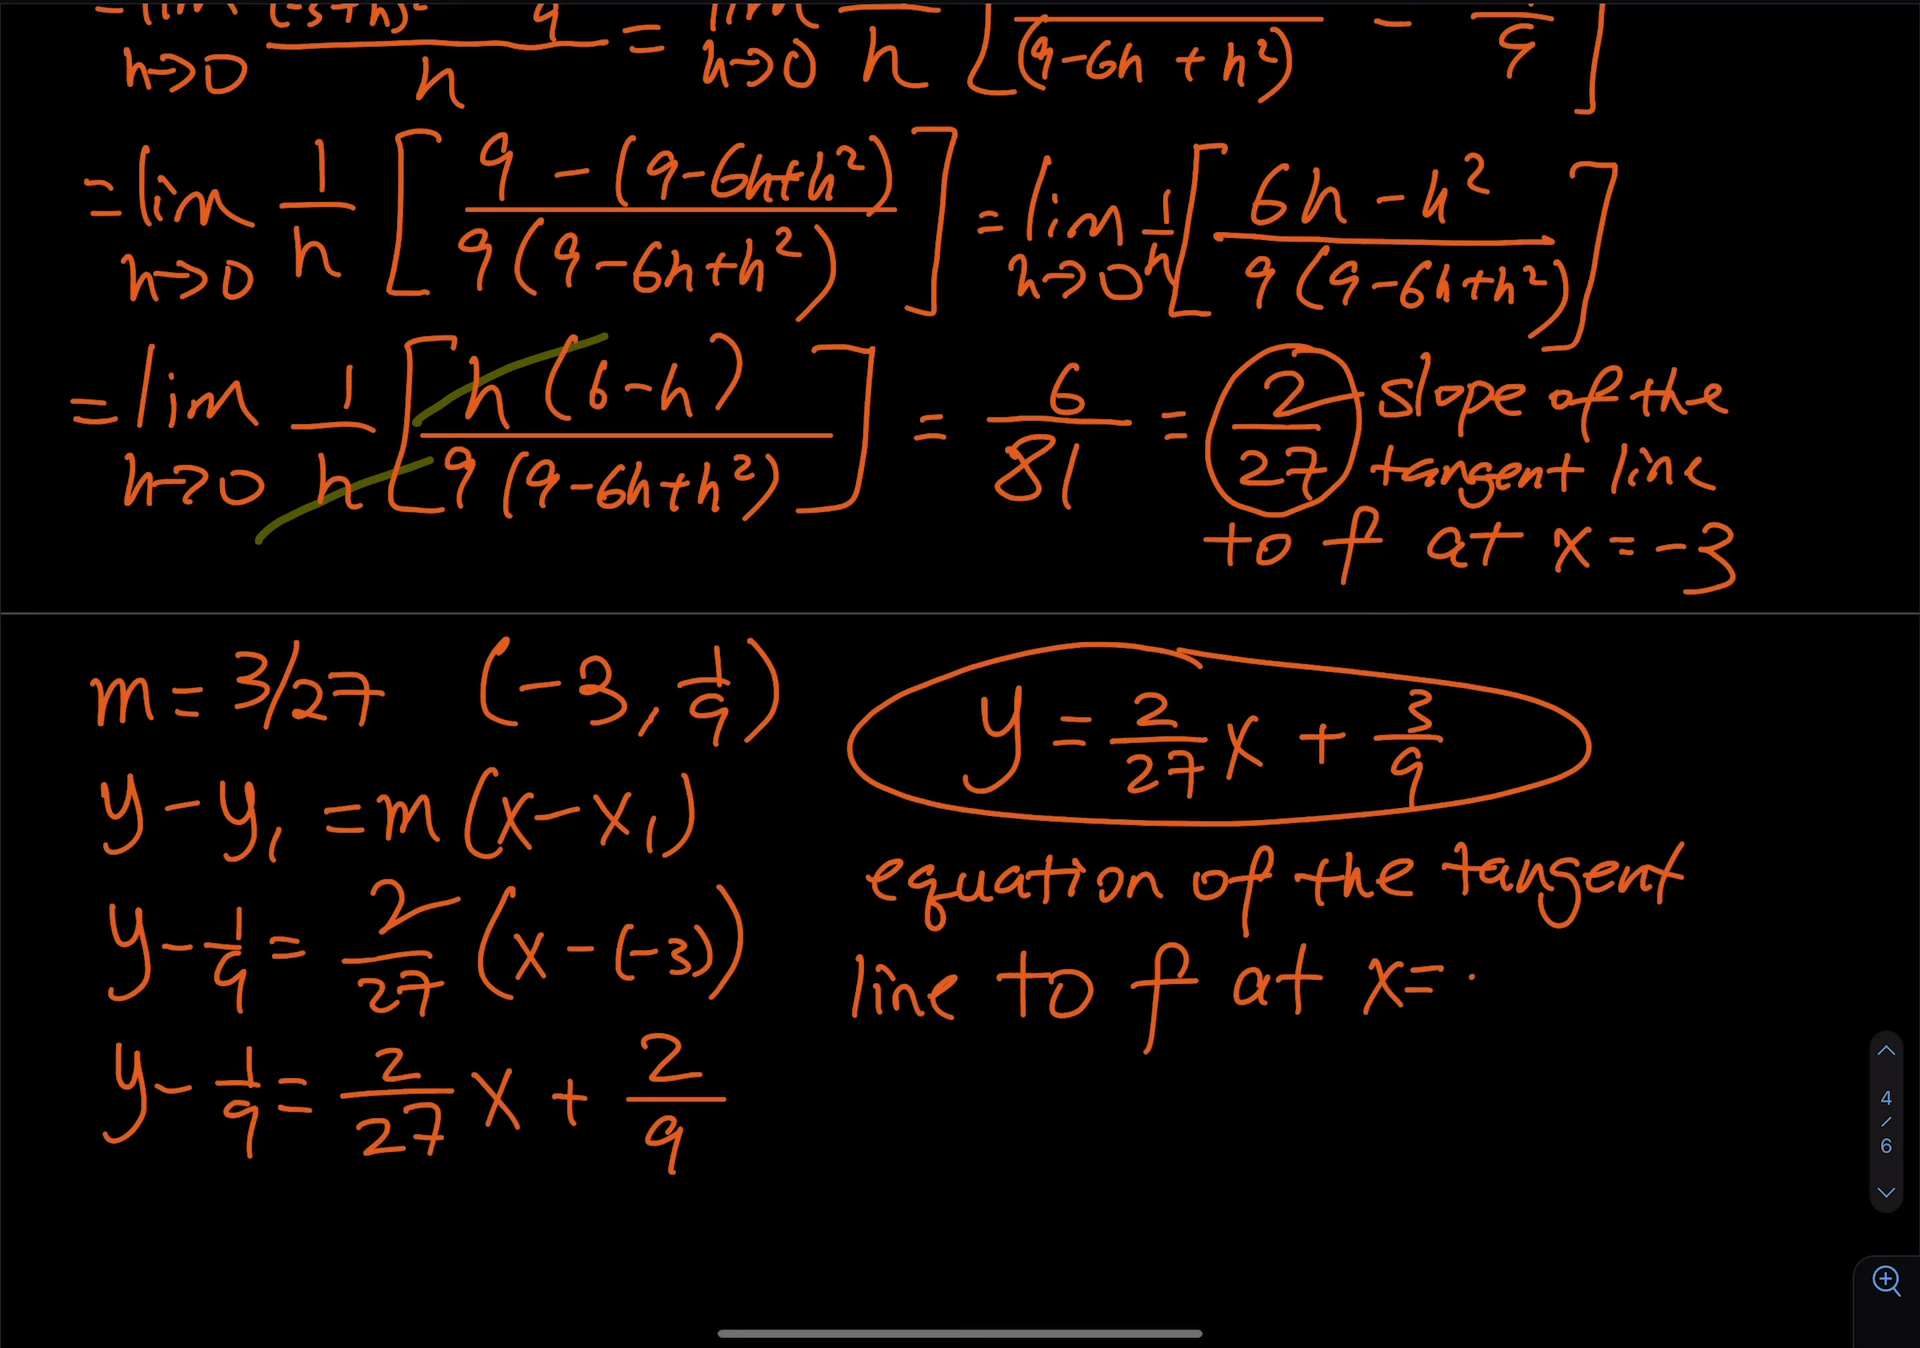 = lim (-3+h)² 9 = lim
h→0 h h→0 h [ (9-6h+h²) - 9 ]
= lim h→0 1/h [ 9-(9-6h+h²) / 9(9-6h+h²) ] = lim h→0 1/h [ 6h-h² / 9(9-6h+h²) ]
= lim h→0 1/h [ h(6-h) / 9(9-6h+h²) ] = 6/81 = 2/27 slope of the
tangent line
to f at x=-3
m = 3/27 (-3, 1/9)
y-y₁ = m(x-x₁)
y-1/9 = 2/27 (x-(-3))
y-1/9 = 2/27 x + 2/9
y = 2/27 x + 3/9
equation of the tangent
line to f at x=
4
/
6